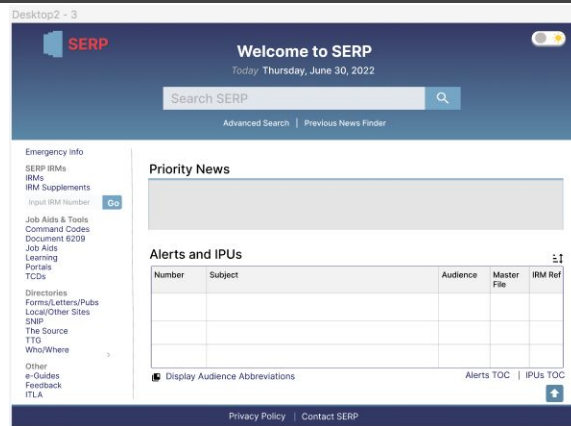 Desktop2 - 3
SERP
Welcome to SERP
Today Thursday, June 30, 2022
Search SERP
Advanced Search | Previous News Finder
Emergency Info
SERP IRMs
IRMs
IRM Supplements
Input IRM Number Go
Job Aids & Tools
Command Codes
Document 6209
Job Aids
Learning
Portals
TCDs
Directories
Forms/Letters/Pubs
Local/Other Sites
SNIP
The Source
TTG
Who/Where
Other
e-Guides
Feedback
ITLA
Priority News
Alerts and IPUs
Number Subject Audience Master File IRM Ref
Display Audience Abbreviations
Alerts TOC | IPUs TOC
Privacy Policy | Contact SERP